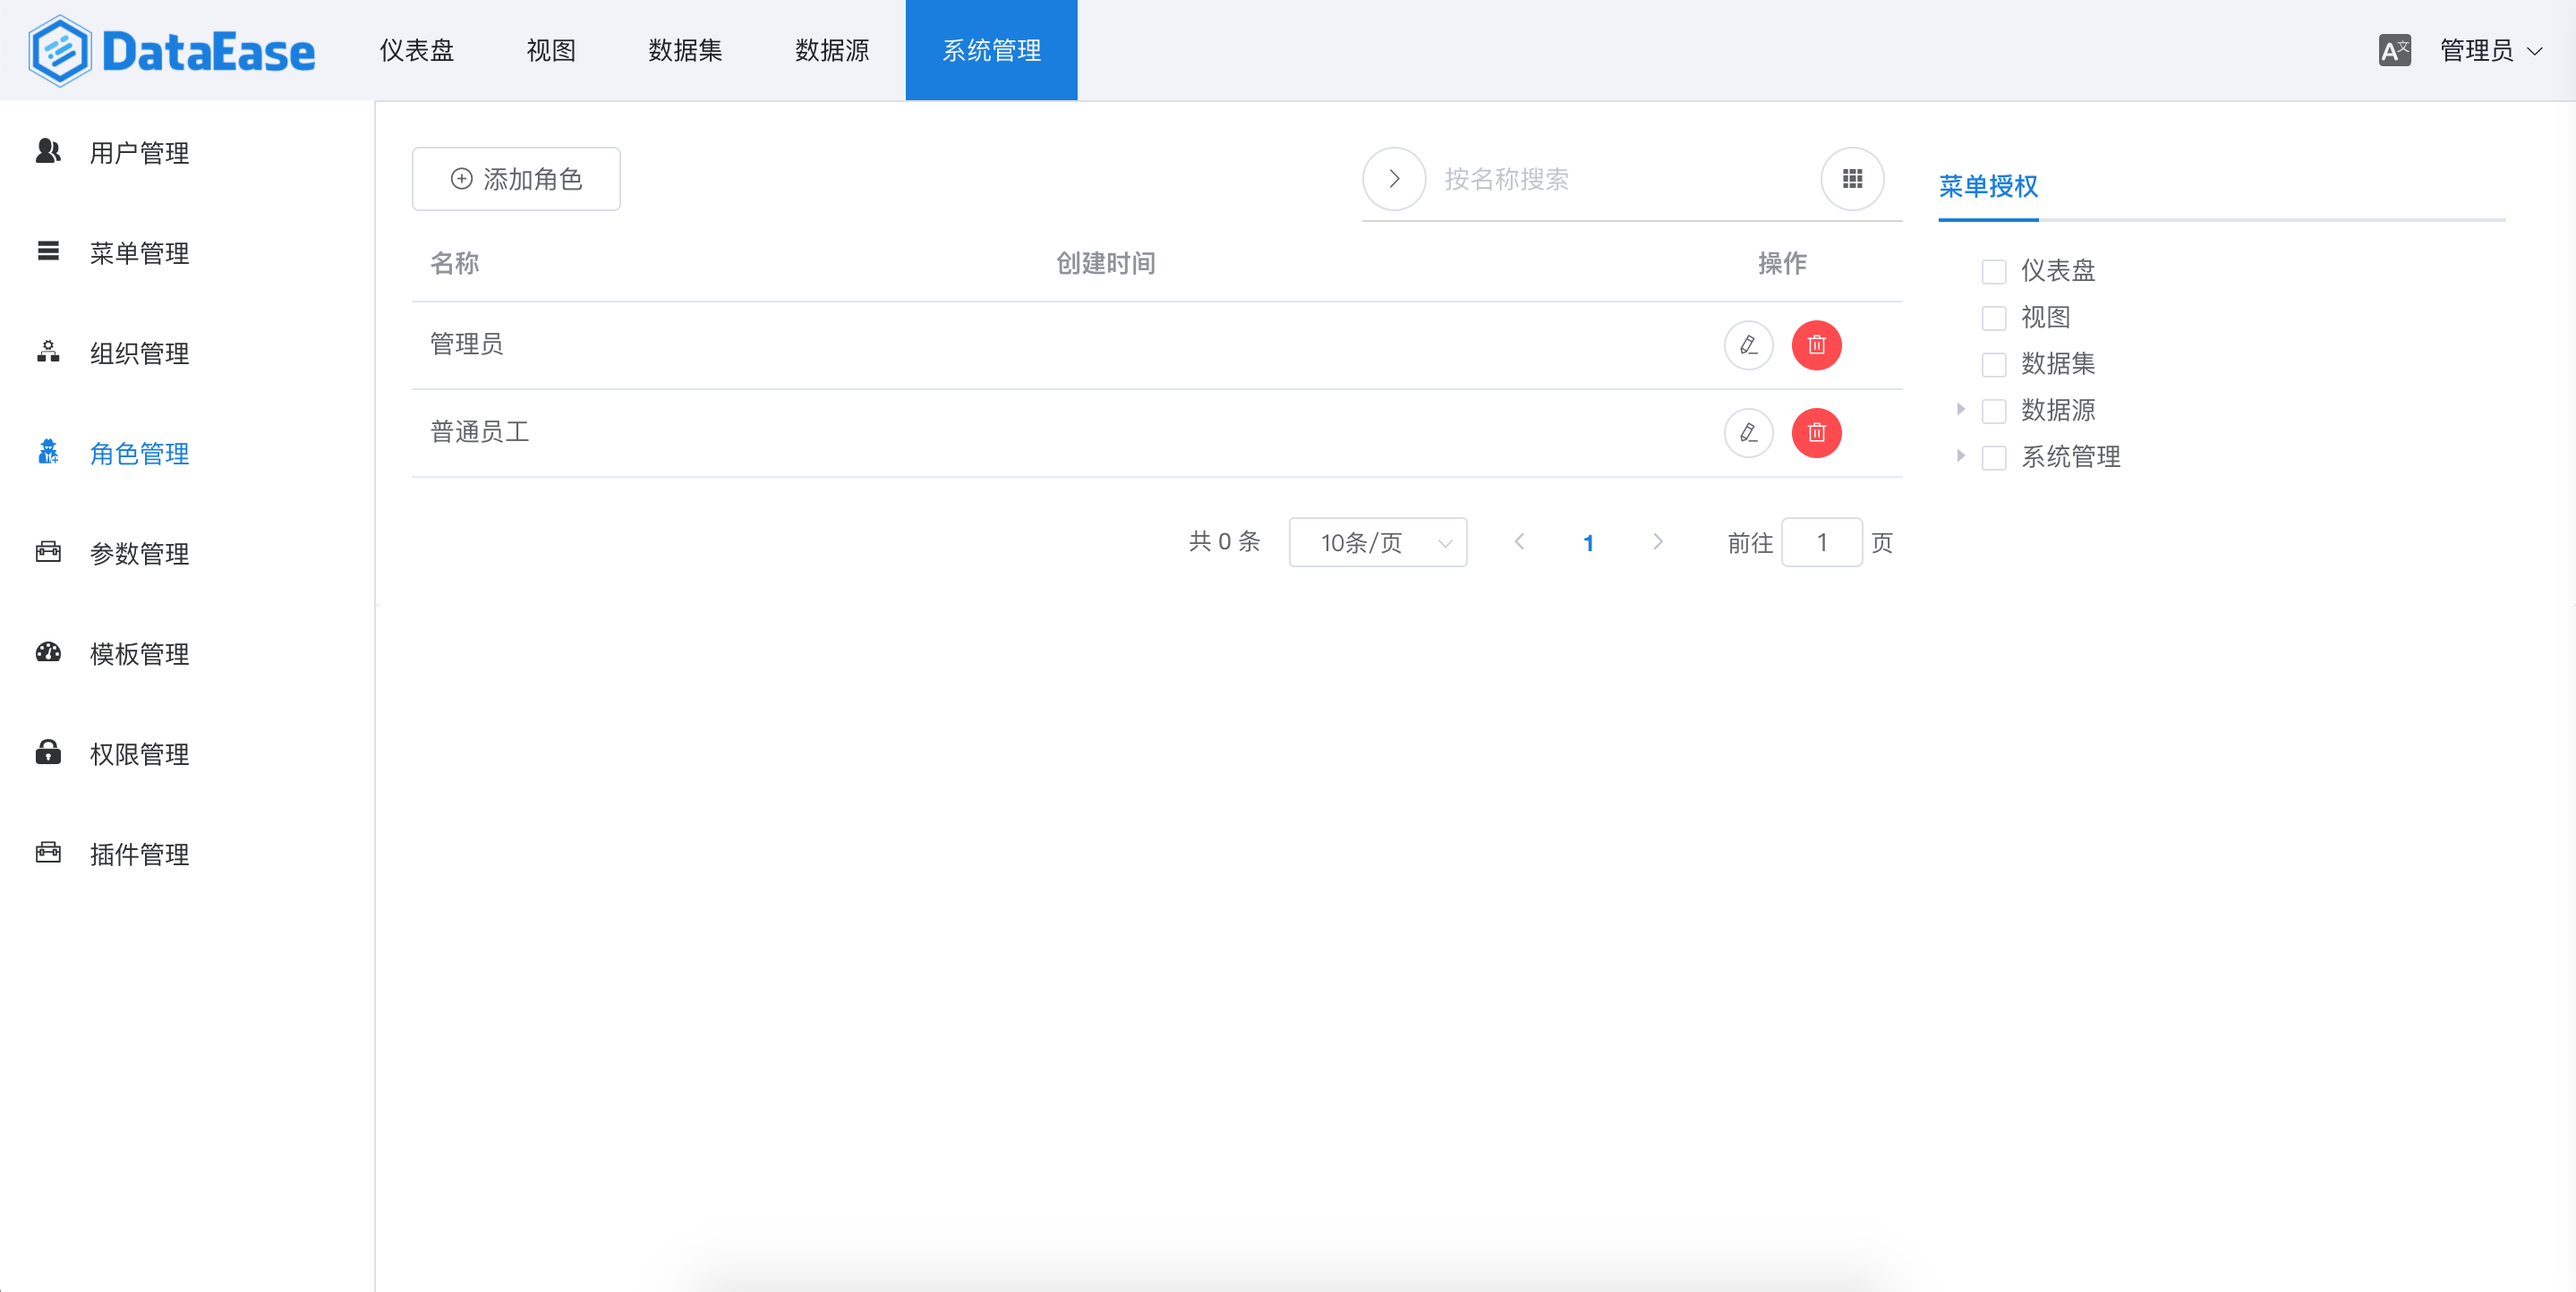 DataEase 仪表盘 视图 数据集 数据源 系统管理 A文 管理员
用户管理
菜单管理
组织管理
角色管理
参数管理
模板管理
权限管理
插件管理
添加角色 按名称搜索
名称 创建时间 操作
管理员
普通员工
共 0 条 10条/页 1 前往 1 页
菜单授权
仪表盘
视图
数据集
数据源
系统管理